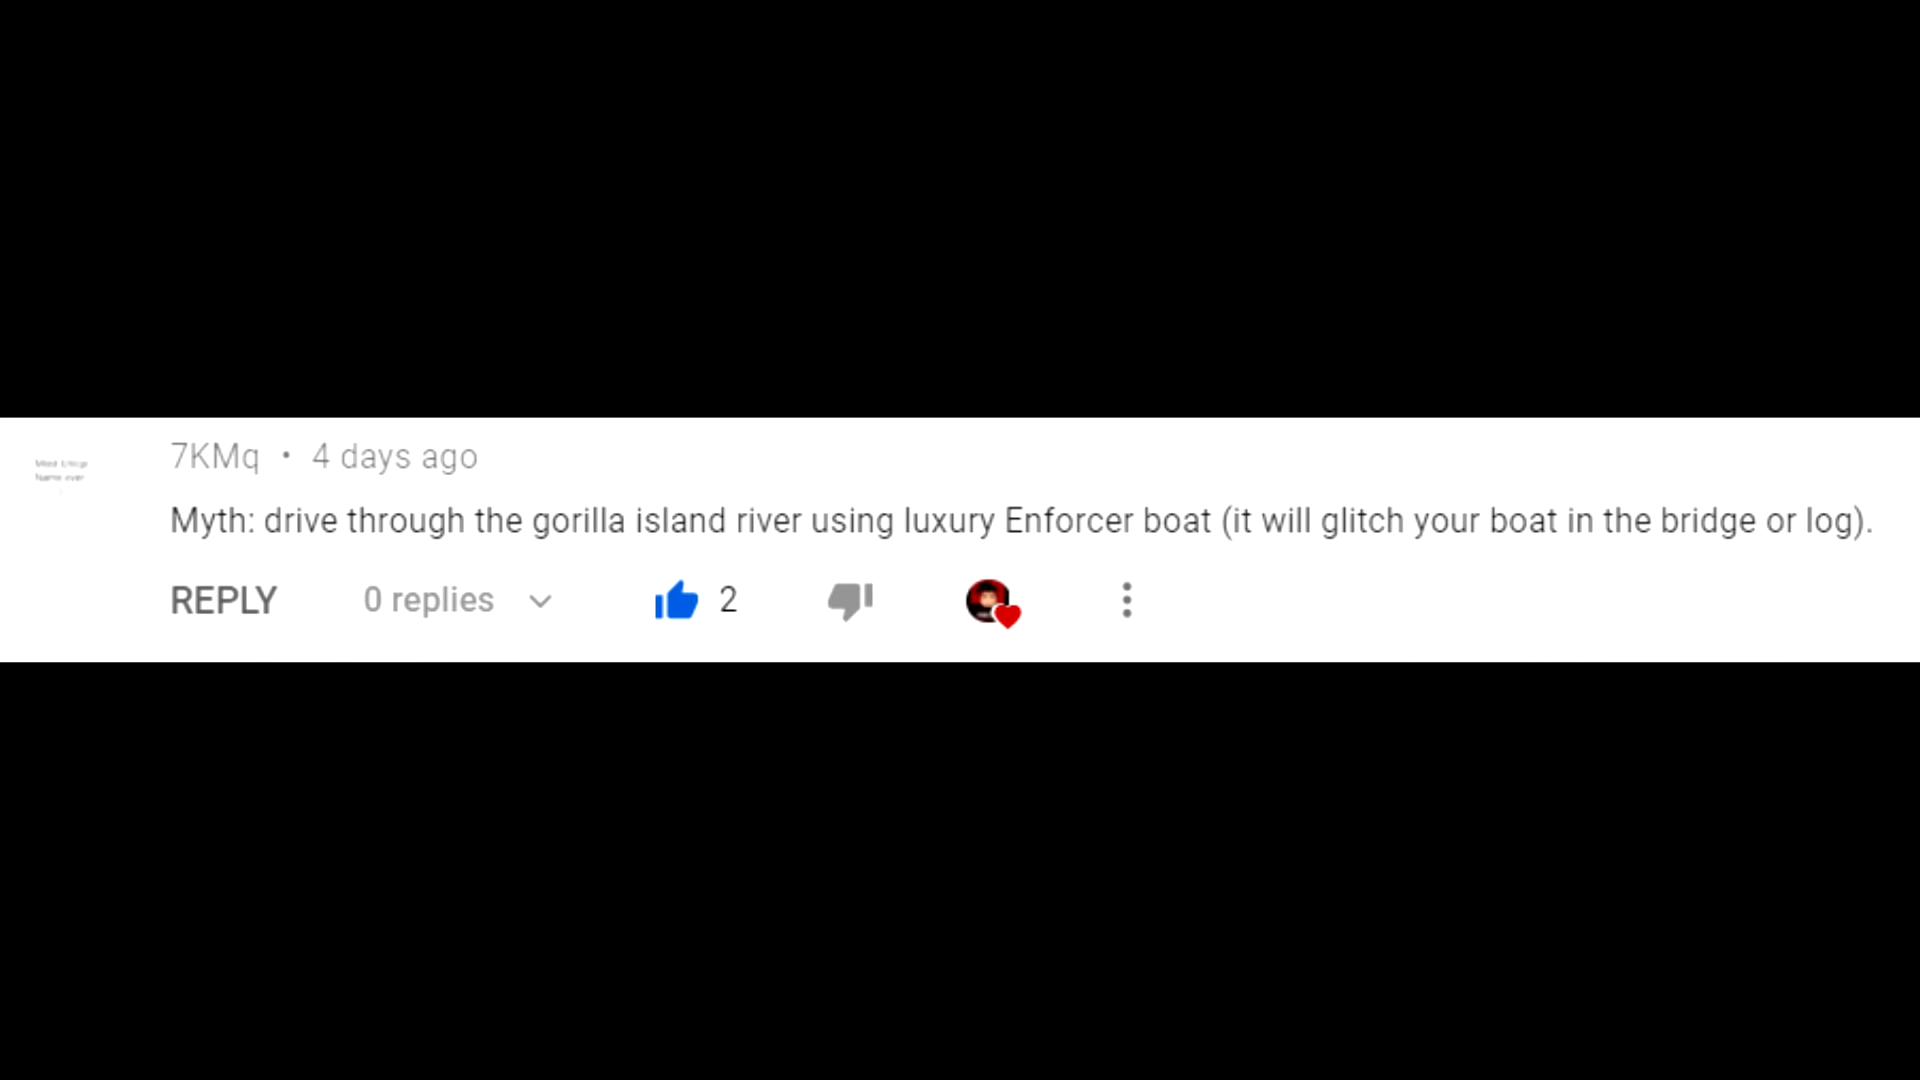 7KMq • 4 days ago
Myth: drive through the gorilla island river using luxury Enforcer boat (it will glitch your boat in the bridge or log).
REPLY 0 replies 2